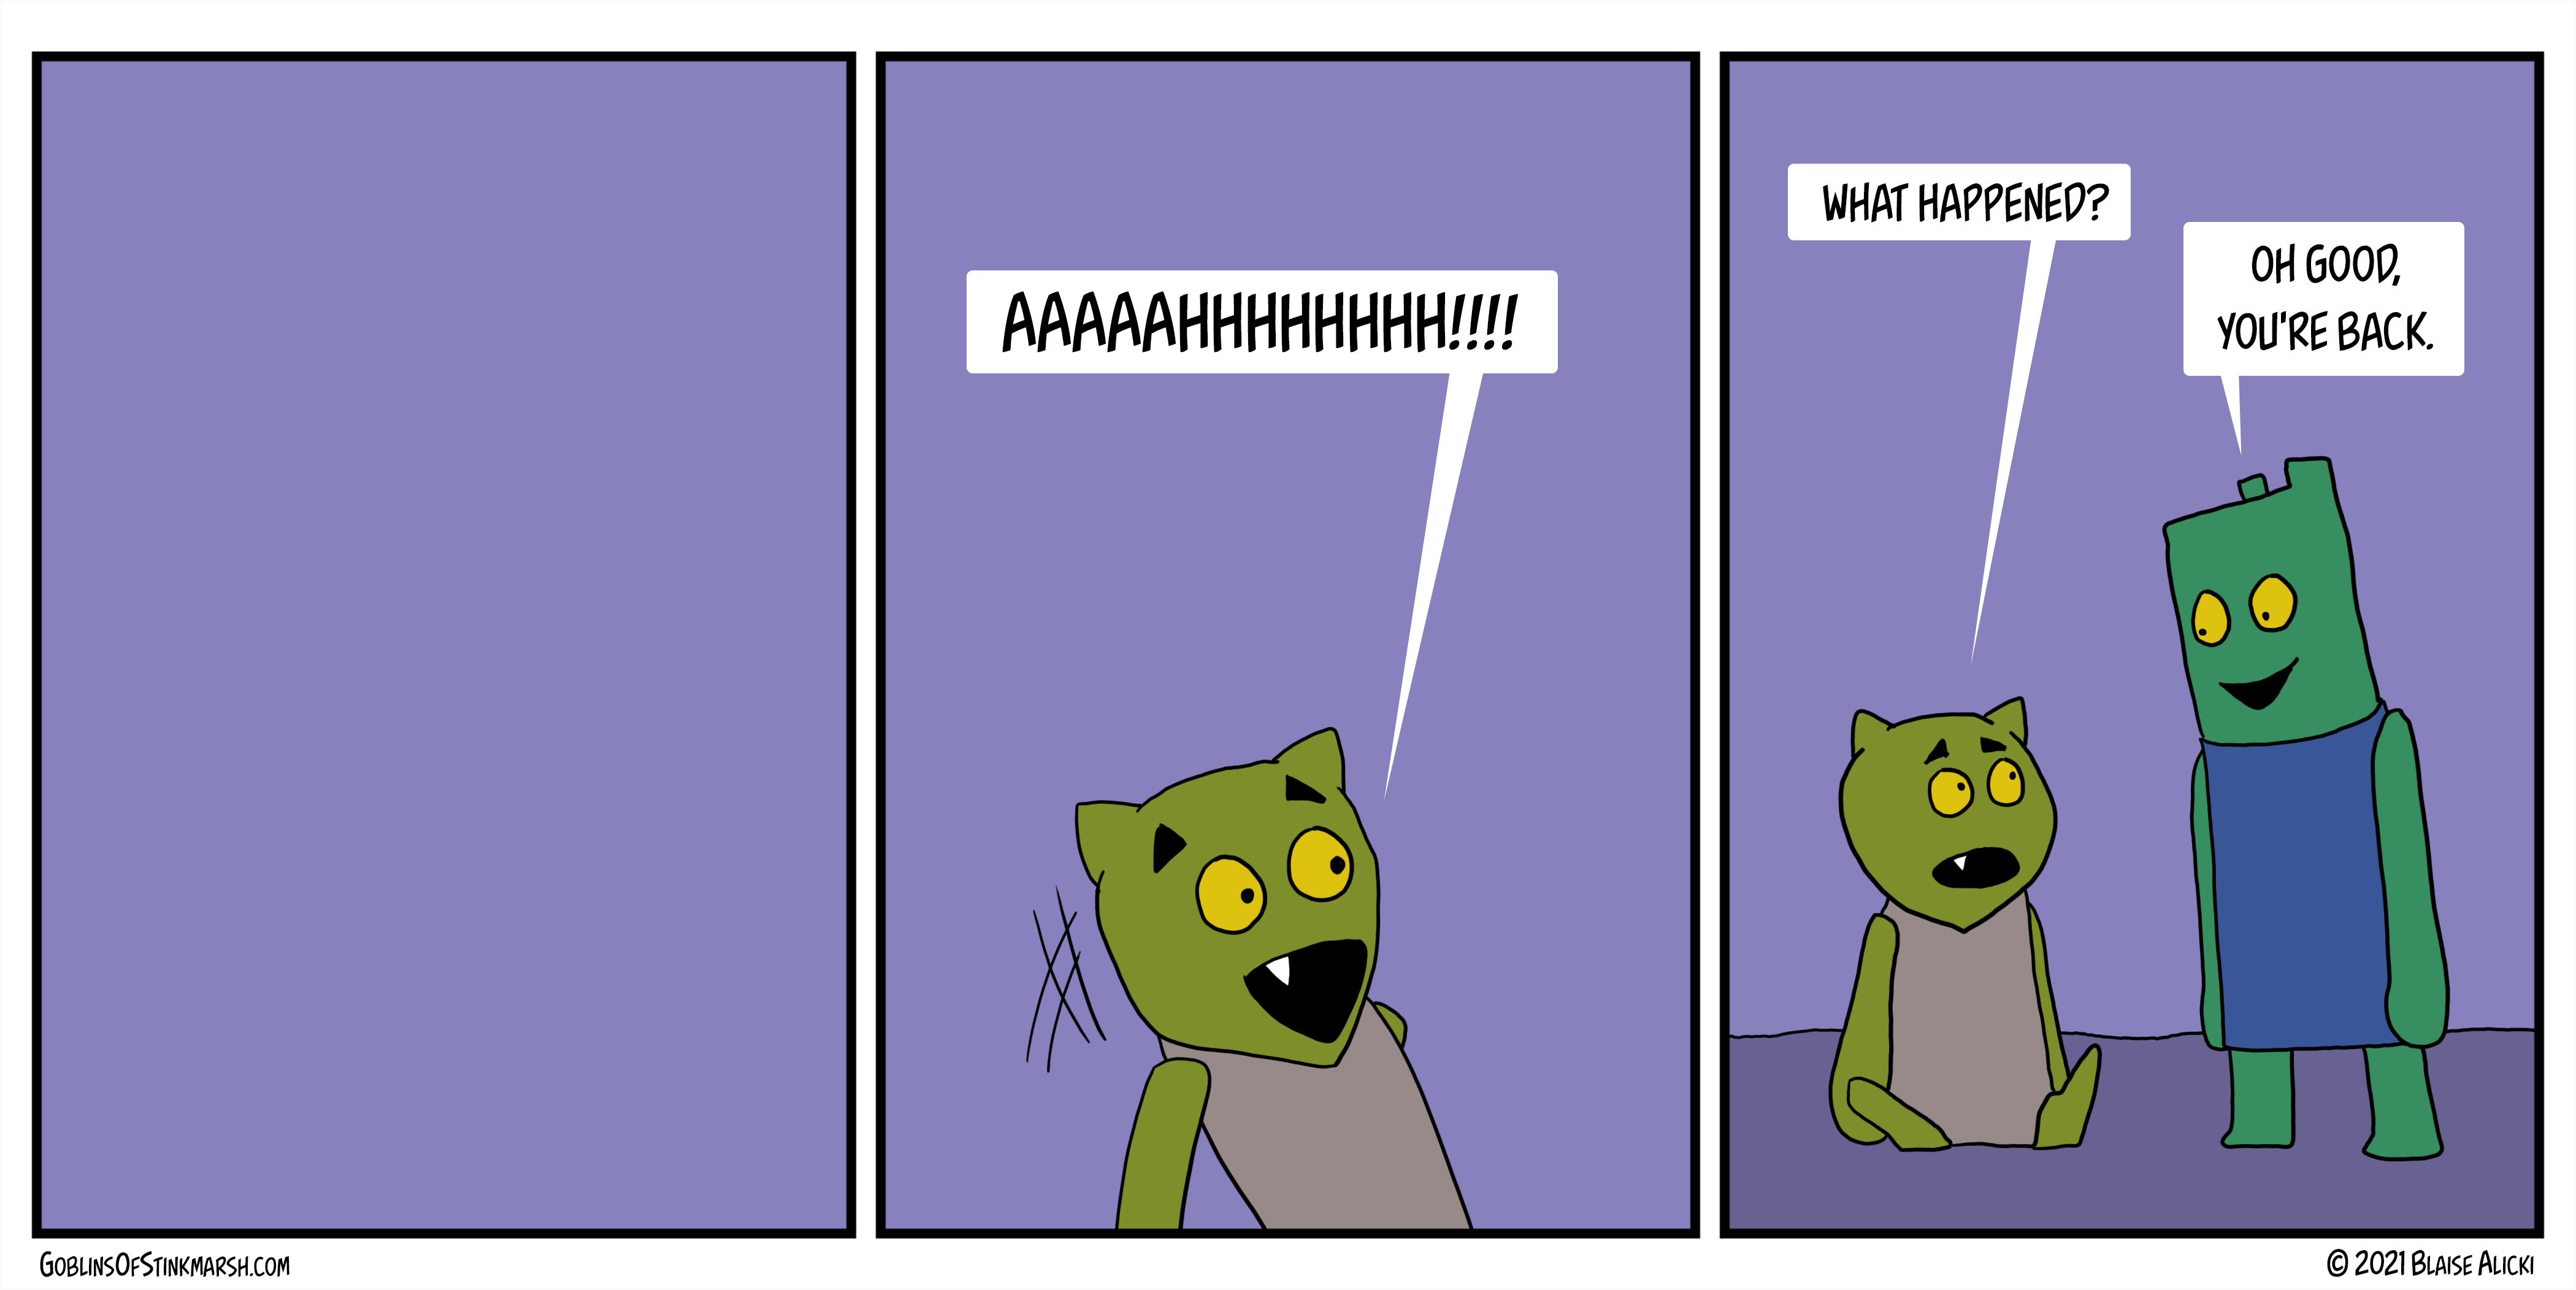 AAAAAHHHHHHHH!!!!
WHAT HAPPENED?
OH GOOD,
YOU'RE BACK.
GOBLINSOFSTINKMARSH.COM
© 2021 BLAISE ALICKI